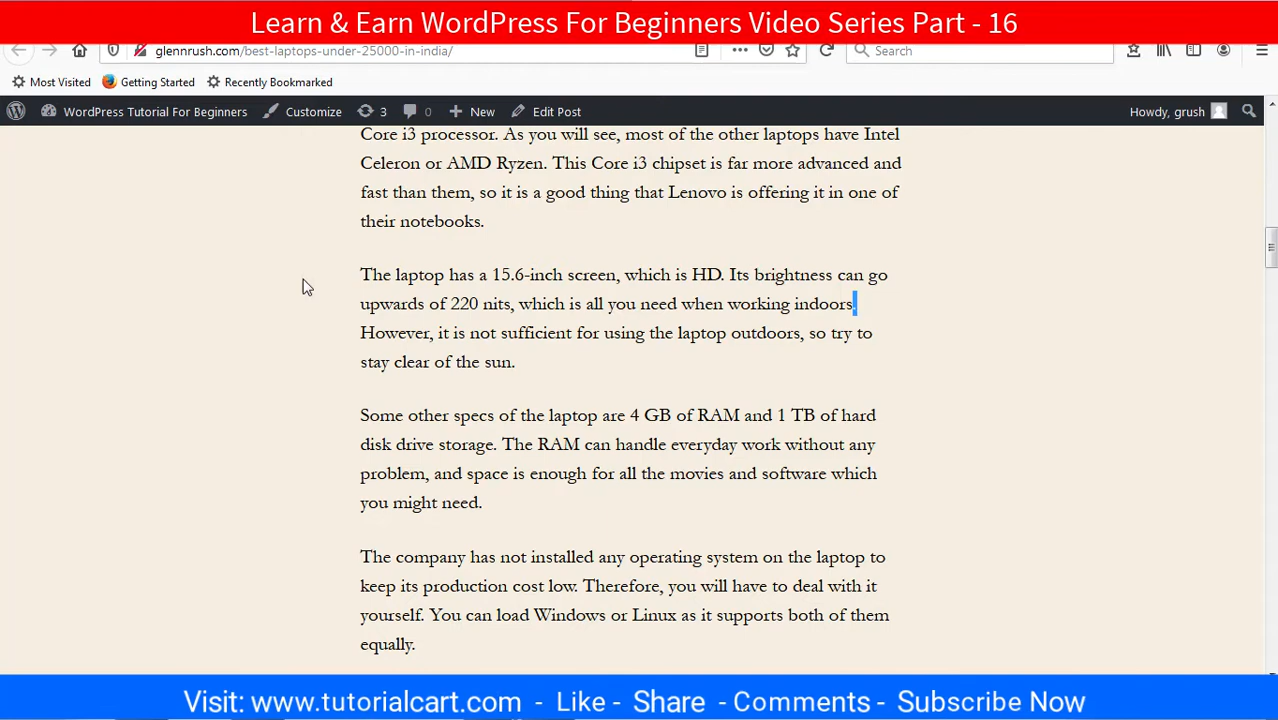 Learn & Earn WordPress For Beginners Video Series Part - 16
glennrush.com/best-laptops-under-25000-in-india/
Search
Most Visited
Getting Started
Recently Bookmarked
WordPress Tutorial For Beginners
Customize
3
0
New
Edit Post
Howdy, grush
Core i3 processor. As you will see, most of the other laptops have Intel
Celeron or AMD Ryzen. This Core i3 chipset is far more advanced and
fast than them, so it is a good thing that Lenovo is offering it in one of
their notebooks.
The laptop has a 15.6-inch screen, which is HD. Its brightness can go
upwards of 220 nits, which is all you need when working indoors.
However, it is not sufficient for using the laptop outdoors, so try to
stay clear of the sun.
Some other specs of the laptop are 4 GB of RAM and 1 TB of hard
disk drive storage. The RAM can handle everyday work without any
problem, and space is enough for all the movies and software which
you might need.
The company has not installed any operating system on the laptop to
keep its production cost low. Therefore, you will have to deal with it
yourself. You can load Windows or Linux as it supports both of them
equally.
Visit: www.tutorialcart.com - Like - Share - Comments - Subscribe Now